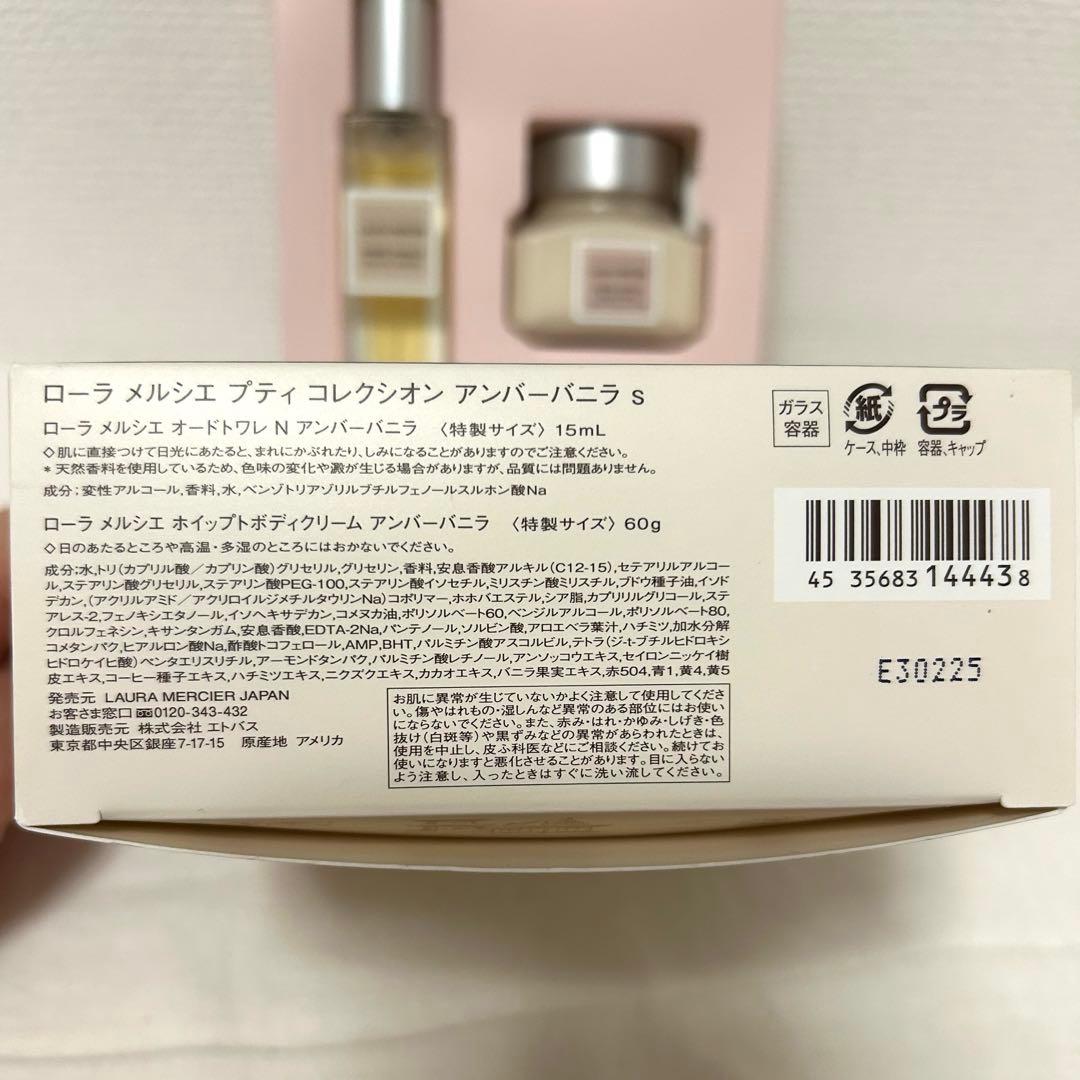 ローラ メルシエ プティ コレクシオン アンバーバニラ S
ローラ メルシエ オードトワレ N アンバーバニラ 〈特製サイズ〉15mL
◇肌に直接つけて日光にあたると、まれにかぶれたり、しみになることがありますのでご注意ください。
* 天然香料を使用しているため、色味の変化や澱が生じる場合がありますが、品質には問題ありません。
成分:変性アルコール,香料,水,ベンゾトリアゾリルブチルフェノールスルホン酸Na
ローラ メルシエ ホイップトボディクリーム アンバーバニラ 〈特製サイズ〉60g
◇日のあたるところや高温・多湿のところにはおかないでください。
成分:水,トリ(カプリル酸/カプリン酸)グリセリル,グリセリン,香料,安息香酸アルキル(C12-15),セテアリルアルコー
ル,ステアリン酸グリセリル,ステアリン酸PEG-100,ステアリン酸イソセチル,ミリスチン酸ミリスチル,ブドウ種子油,イソド
デカン,(アクリルアミド/アクリロイルジメチルタウリンNa)コポリマー,ホホバエステル,シア脂,カプリリルグリコール,ステ
アレス-2,フェノキシエタノール,イソヘキサデカン,コメヌカ油,ポリソルベート60,ベンジルアルコール,ポリソルベート80,
クロルフェネシン,キサンタンガム,安息香酸,EDTA-2Na,パンテノール,ソルビン酸,アロエベラ葉汁,ハチミツ,加水分解
コメタンパク,ヒアルロン酸Na,酢酸トコフェロール,AMP,BHT,パルミチン酸アスコルビル,テトラ(ジ-t-ブチルヒドロキシ
ヒドロケイヒ酸)ペンタエリスリチル,アーモンドタンパク,パルミチン酸レチノール,アンソッコウエキス,セイロンニッケイ樹
皮エキス,コーヒー種子エキス,ハチミツエキス,ニクズクエキス,カカオエキス,バニラ果実エキス,赤504,青1,黄4,黄5
発売元 LAURA MERCIER JAPAN
お客さま窓口 0120-343-432
製造販売元 株式会社 エトバス
東京都中央区銀座7-17-15 原産地 アメリカ
お肌に異常が生じていないかよく注意して使用してくださ
い。傷やはれもの・湿しんなど異常のある部位にはお使い
にならないでください。また、赤み・はれ・かゆみ・しげき・色
抜け(白斑等)や黒ずみなどの異常があらわれたときは、
使用を中止し、皮ふ科医などにご相談ください。続けてお
使いになりますと悪化させることがあります。目に入らない
よう注意し、入ったときはすぐに洗い流してください。
ガラス
容器
紙
ケース、中枠
プラ
容器、キャップ
45 35683 144438
E30225